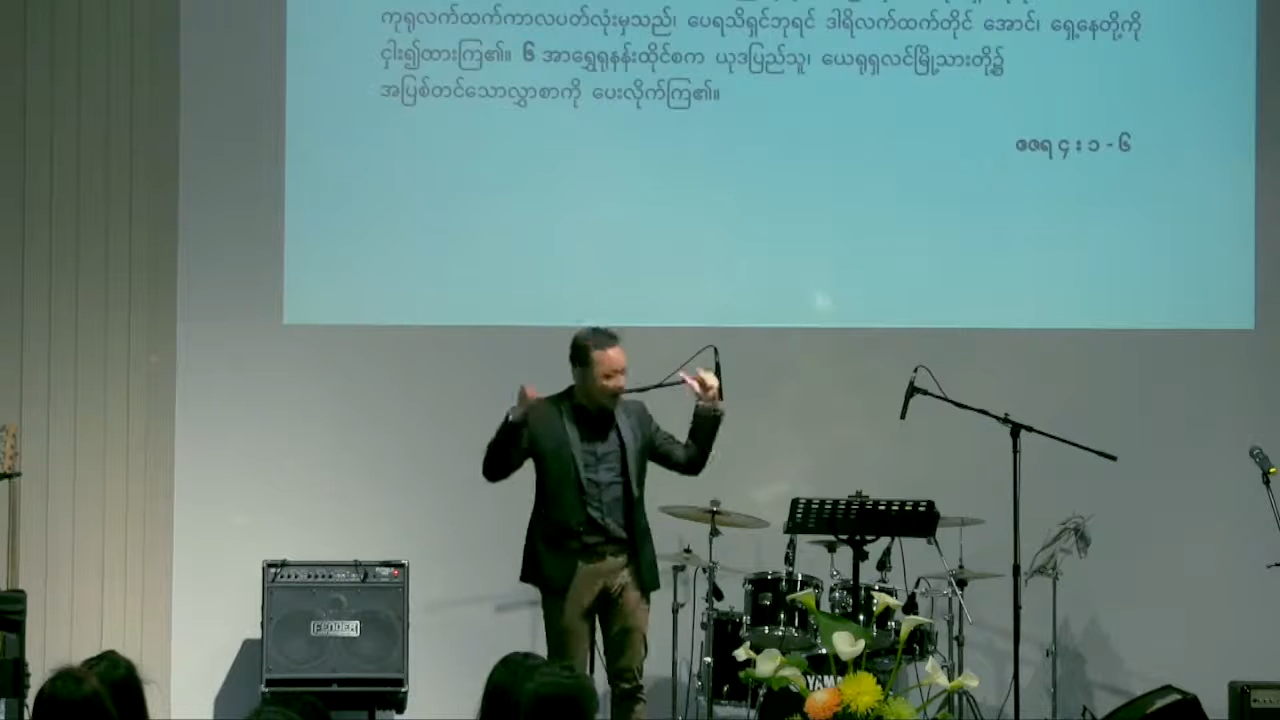 ကုရုလက်ထက်ကာလပတ်လုံးမှသည်၊ ပေရသိရှင်ဘုရင် ဒါရိလက်ထက်တိုင် အောင်၊ ရှေ့နေတို့ကို
ငှါး၍ထားကြ၏။ ၆ အာရွှေရုနန်းထိုင်စက ယုဒပြည်သူ၊ ယေရုရှလင်မြို့သားတို့၌
အပြစ်တင်သောလွှာစာကို ပေးလိုက်ကြ၏။
ဧဇရ ၄ : ၁ - ၆
FENDER
YAM